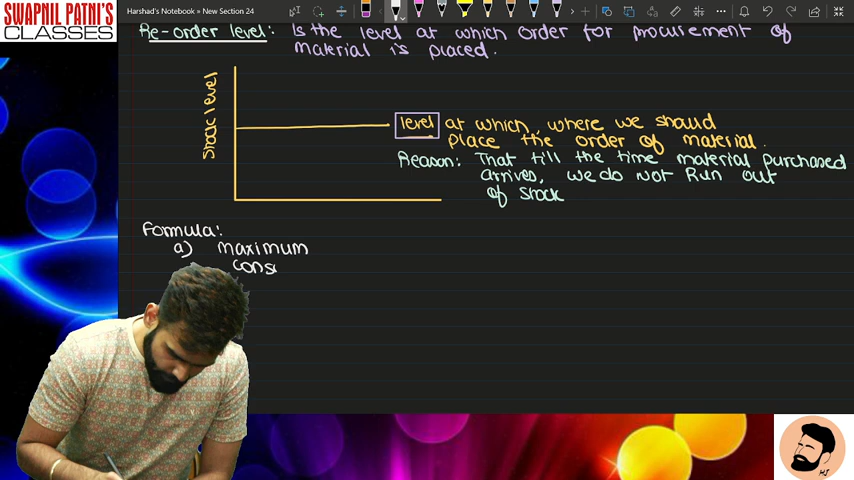 SWAPNIL PATNI'S
CLASSES
Harshad's Notebook » New Section 24
Re-order level: Is the level at which order for procurement of
material is placed.
Stock level
level at which, where we should
place the order of material.
Reason: That till the time material purchased
arrives, we do not Run out
of stock
Formula:
a) maximum
cons